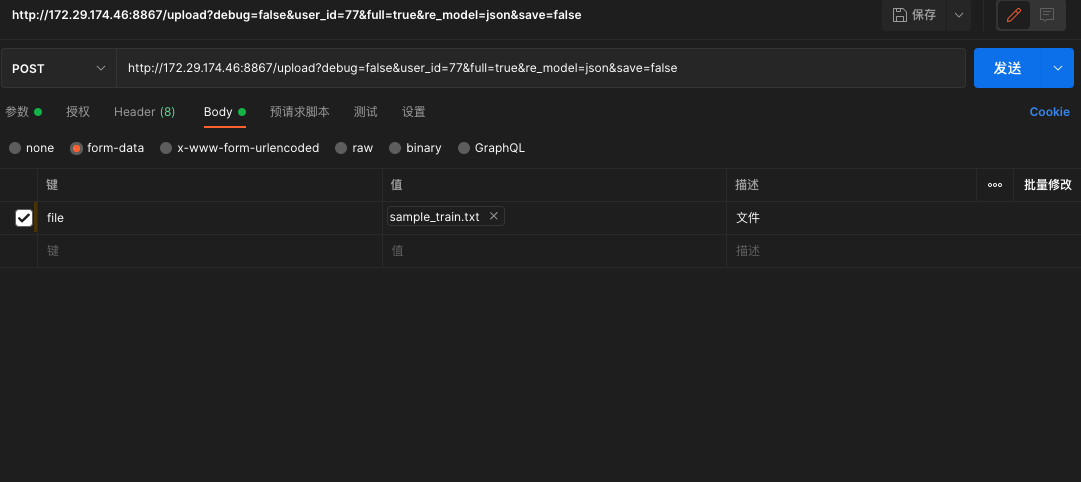 http://172.29.174.46:8867/upload?debug=false&user_id=77&full=true&re_model=json&save=false 保存
POST http://172.29.174.46:8867/upload?debug=false&user_id=77&full=true&re_model=json&save=false 发送
参数 授权 Header (8) Body 预请求脚本 测试 设置 Cookie
none form-data x-www-form-urlencoded raw binary GraphQL
键 值 描述 ooo 批量修改
file sample_train.txt 文件
键 值 描述